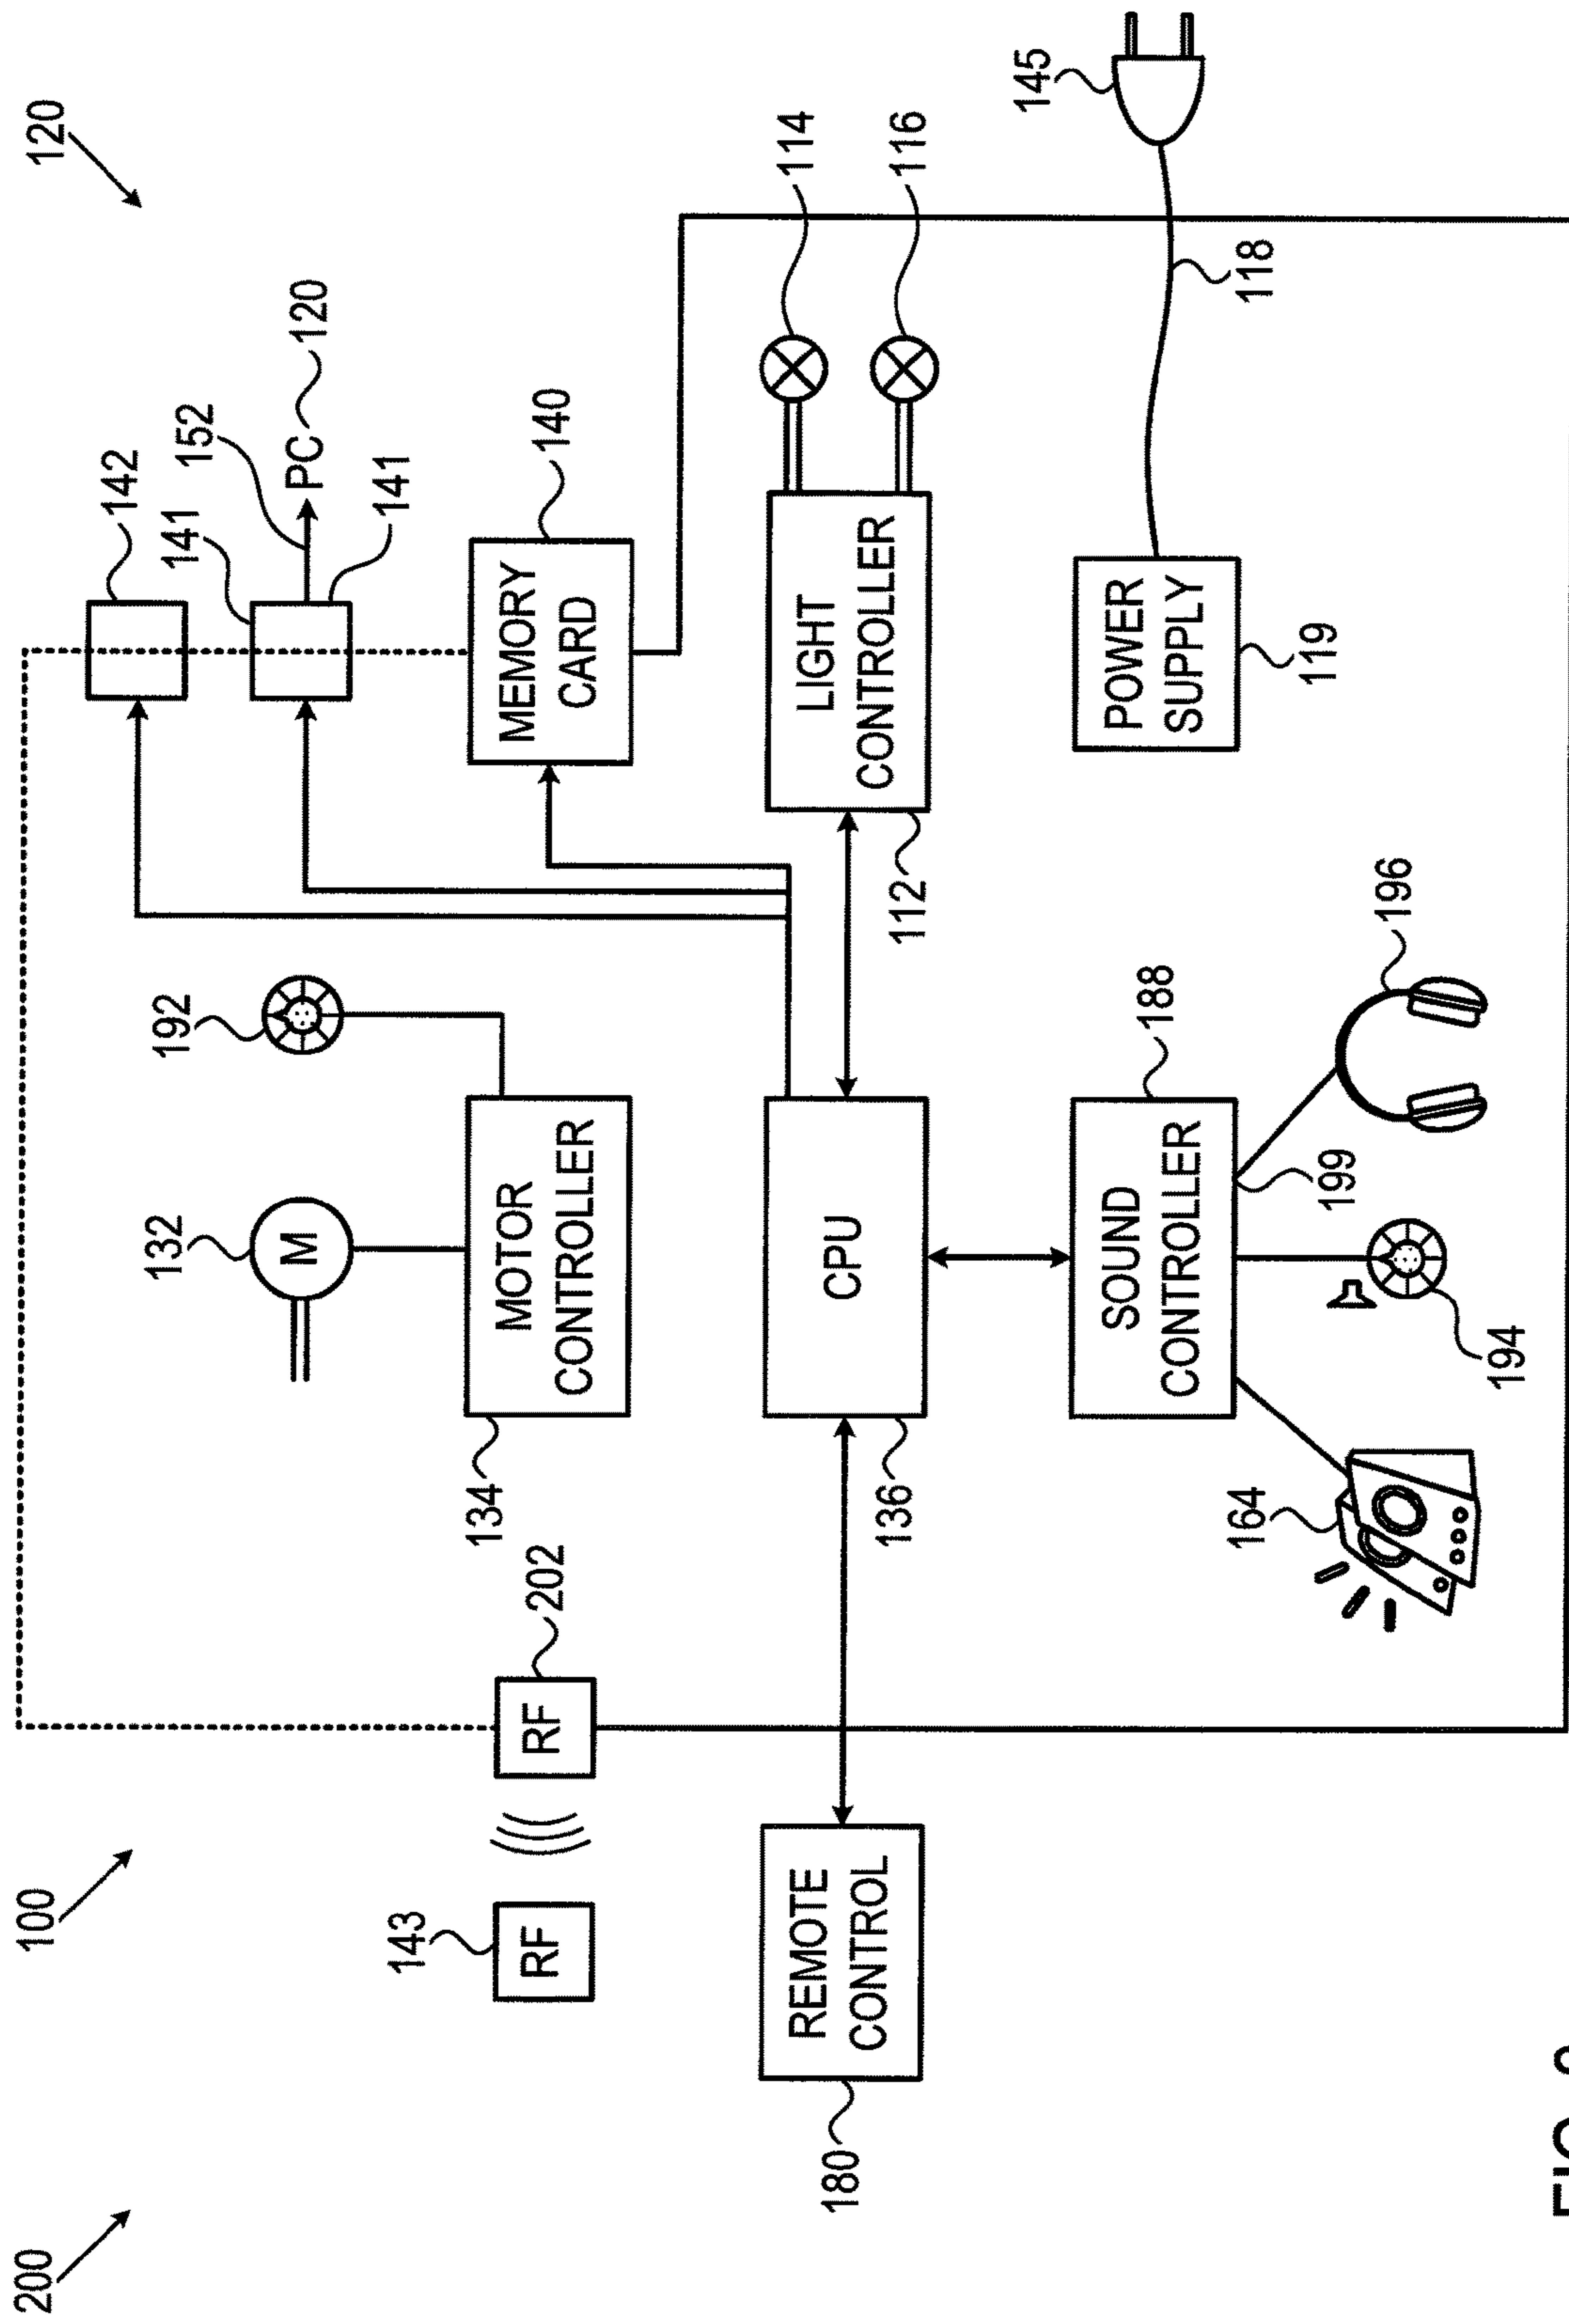 200
100
120
142
141
152
PC
120
141
192
132
M
140
MEMORY
CARD
202
RF
143
RF
MOTOR
CONTROLLER
134
114
116
LIGHT
CONTROLLER
112
CPU
136
REMOTE
CONTROL
180
145
118
POWER
SUPPLY
119
188
SOUND
CONTROLLER
199
196
194
164